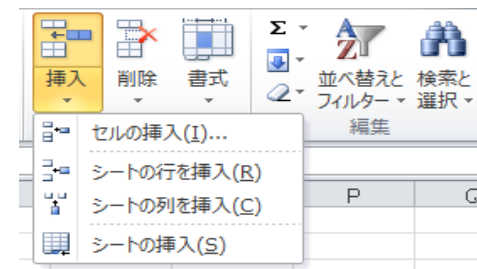 Σ
挿入 削除 書式 並べ替えと 検索と
フィルター 選択
編集
セルの挿入(I)...
シートの行を挿入(R)
シートの列を挿入(C)
シートの挿入(S)
P